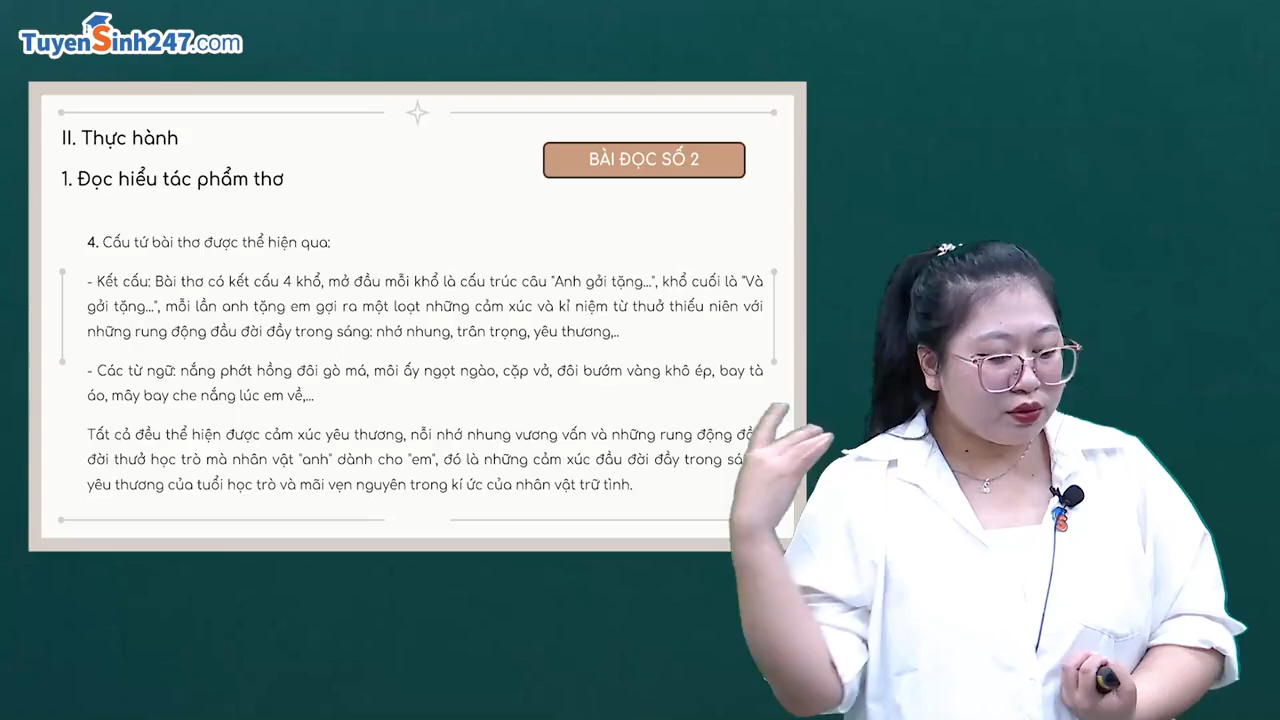 TuyenSinh247.com
II. Thực hành
BÀI ĐỌC SỐ 2
1. Đọc hiểu tác phẩm thơ
4. Cấu tứ bài thơ được thể hiện qua:
- Kết cấu: Bài thơ có kết cấu 4 khổ, mở đầu mỗi khổ là cấu trúc câu "Anh gởi tặng...", khổ cuối là "Và
gởi tặng...", mỗi lần anh tặng em gợi ra một loạt những cảm xúc và kỉ niệm từ thuở thiếu niên với
những rung động đầu đời đầy trong sáng: nhớ nhung, trân trọng, yêu thương,..
- Các từ ngữ: nắng phớt hồng đôi gò má, môi ấy ngọt ngào, cặp vở, đôi bướm vàng khô ép, bay tà
áo, mây bay che nắng lúc em về,...
Tất cả đều thể hiện được cảm xúc yêu thương, nỗi nhớ nhung vương vấn và những rung động
đời thưở học trò mà nhân vật "anh" dành cho "em", đó là những cảm xúc đầu đời đầy trong
yêu thương của tuổi học trò và mãi vẹn nguyên trong kí ức của nhân vật trữ tình.